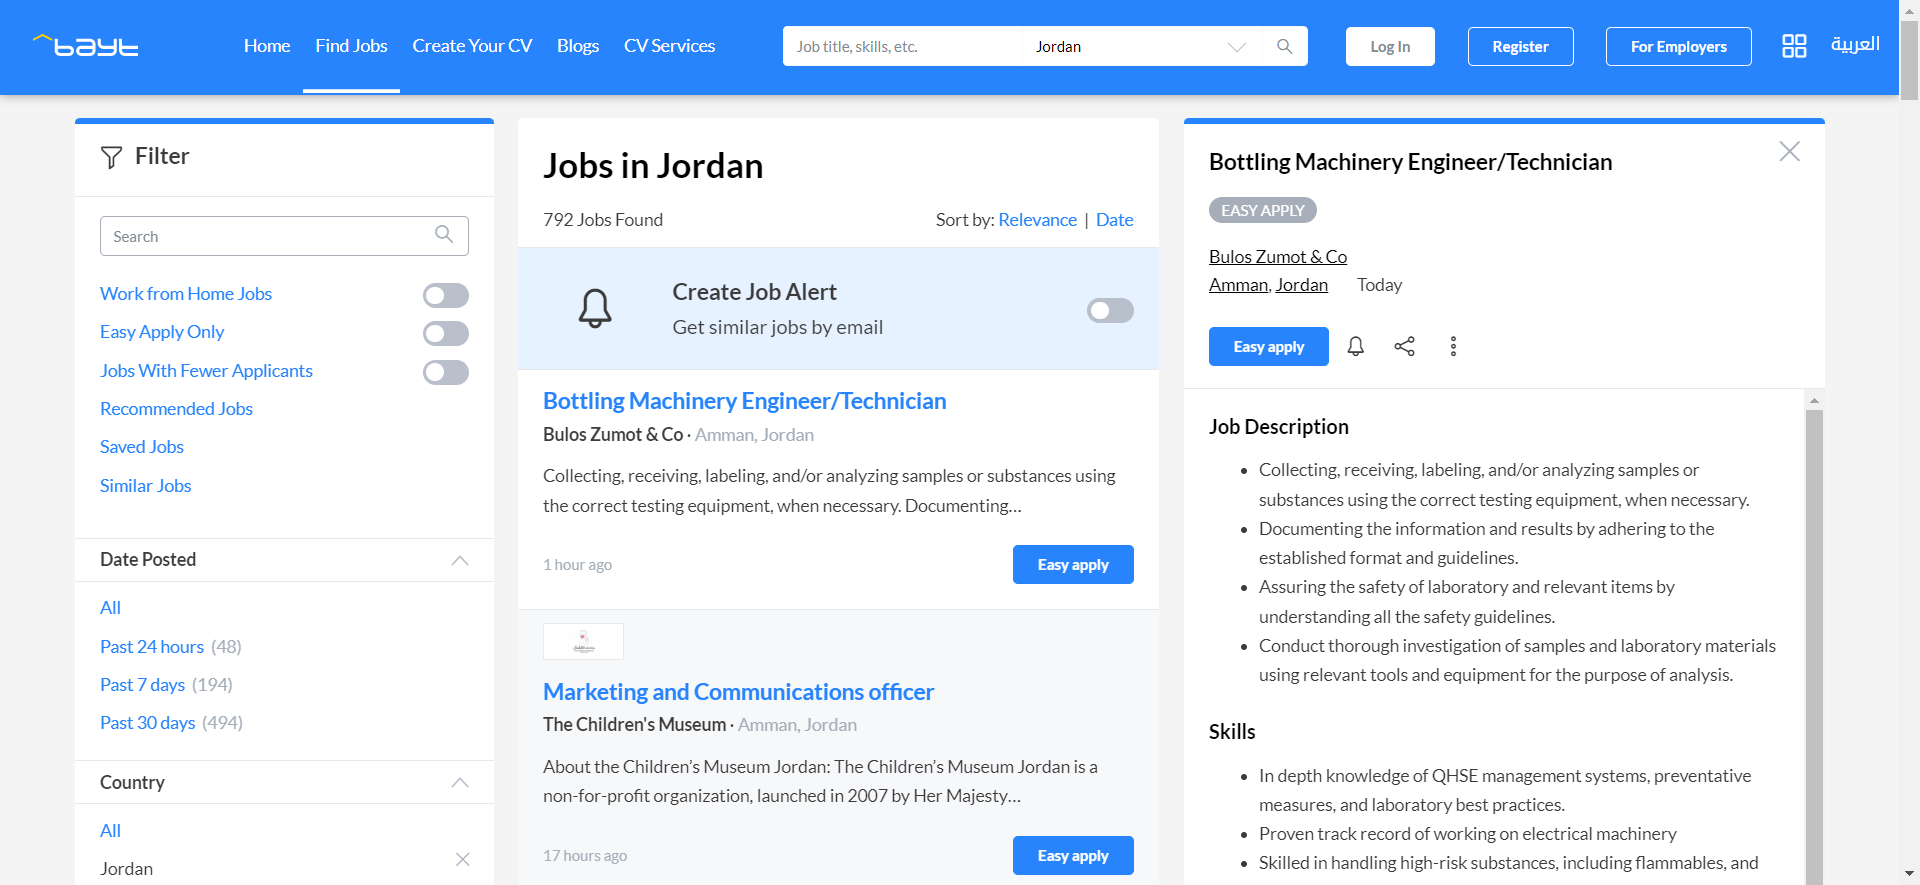 bayt
Home
Find Jobs
Create Your CV
Blogs
CV Services
Job title, skills, etc.
Jordan
Log In
Register
For Employers
العربية
Filter
Search
Work from Home Jobs
Easy Apply Only
Jobs With Fewer Applicants
Recommended Jobs
Saved Jobs
Similar Jobs
Date Posted
All
Past 24 hours (48)
Past 7 days (194)
Past 30 days (494)
Country
All
Jordan
Jobs in Jordan
792 Jobs Found
Sort by: Relevance | Date
Create Job Alert
Get similar jobs by email
Bottling Machinery Engineer/Technician
Bulos Zumot & Co · Amman, Jordan
Collecting, receiving, labeling, and/or analyzing samples or substances using
the correct testing equipment, when necessary. Documenting...
1 hour ago
Easy apply
Marketing and Communications officer
The Children's Museum · Amman, Jordan
About the Children’s Museum Jordan: The Children’s Museum Jordan is a
non-for-profit organization, launched in 2007 by Her Majesty...
17 hours ago
Easy apply
Bottling Machinery Engineer/Technician
EASY APPLY
Bulos Zumot & Co
Amman, Jordan Today
Easy apply
Job Description
• Collecting, receiving, labeling, and/or analyzing samples or
substances using the correct testing equipment, when necessary.
• Documenting the information and results by adhering to the
established format and guidelines.
• Assuring the safety of laboratory and relevant items by
understanding all the safety guidelines.
• Conduct thorough investigation of samples and laboratory materials
using relevant tools and equipment for the purpose of analysis.
Skills
• In depth knowledge of QHSE management systems, preventative
measures, and laboratory best practices.
• Proven track record of working on electrical machinery
• Skilled in handling high-risk substances, including flammables, and